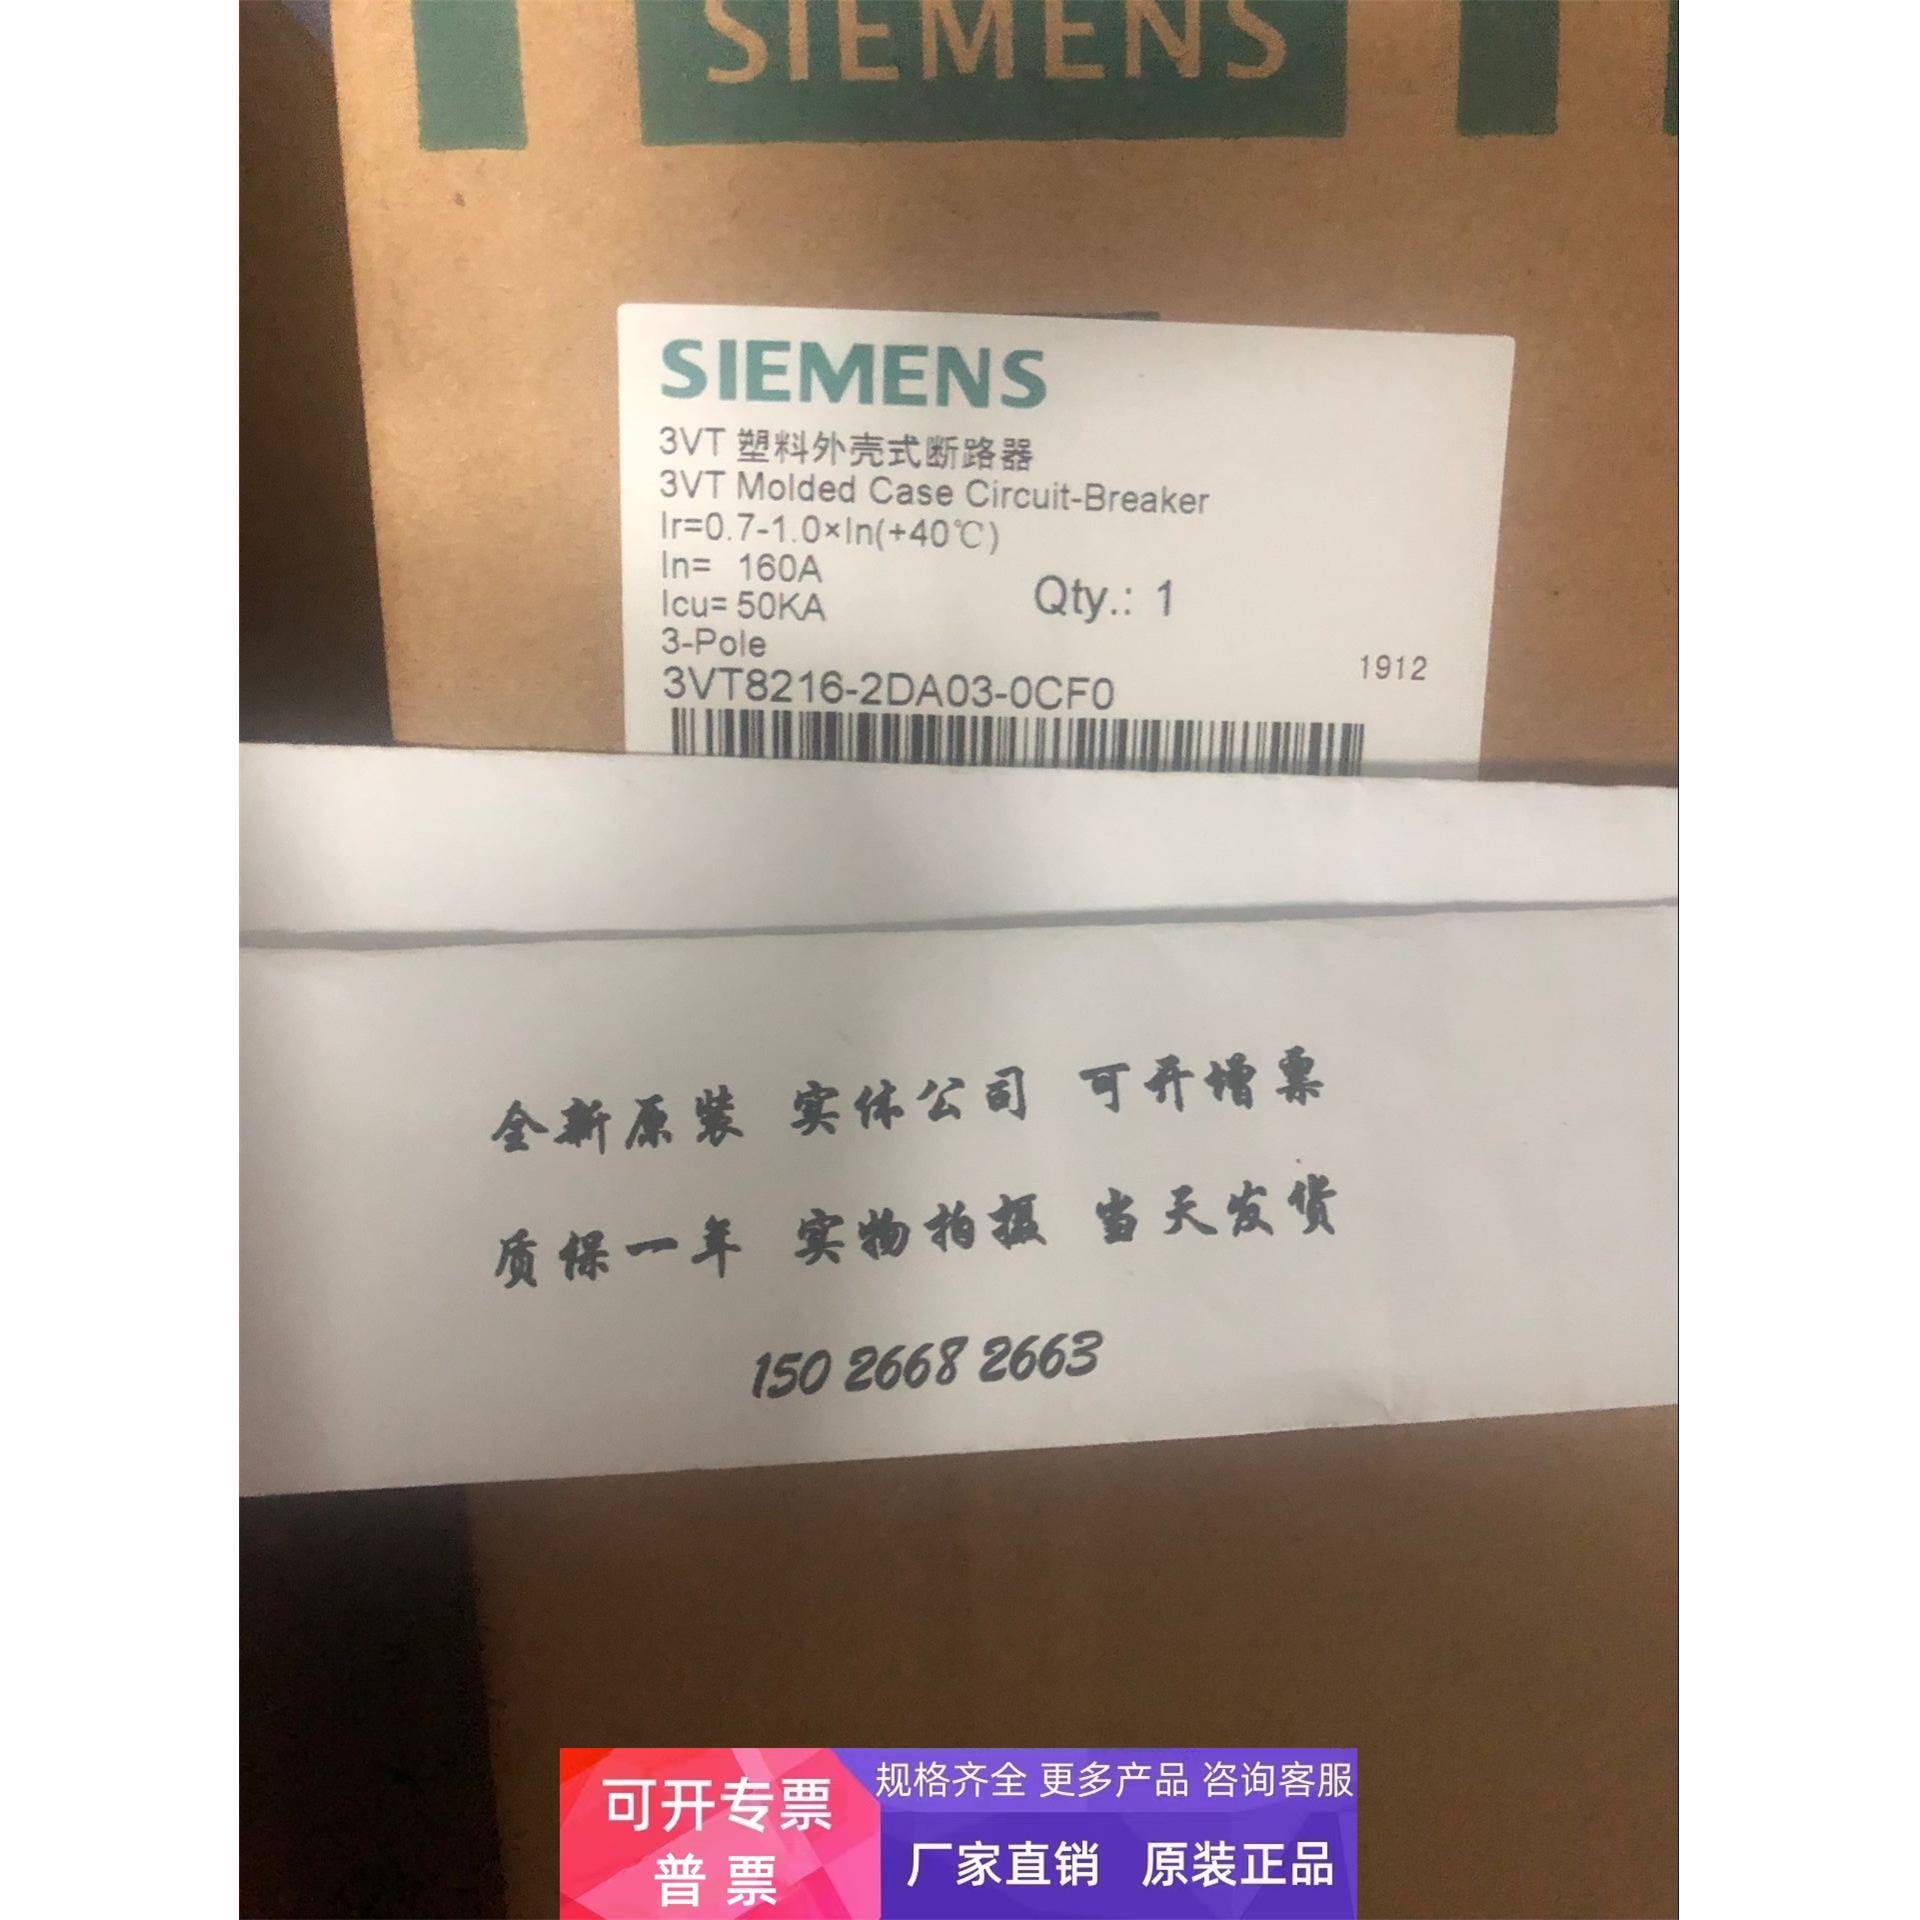 SIEMENS
SIEMENS
3VT 塑料外壳式断路器
3VT Molded Case Circuit-Breaker
Ir=0.7-1.0×In(+40℃)
In= 160A
Icu= 50KA
Qty.: 1
3-Pole
1912
3VT8216-2DA03-0CF0
全新原装 实体公司 可开增票
质保一年 实物拍摄 当天发货
150 2668 2663
可开专票
普票
规格齐全 更多产品 咨询客服
厂家直销 原装正品